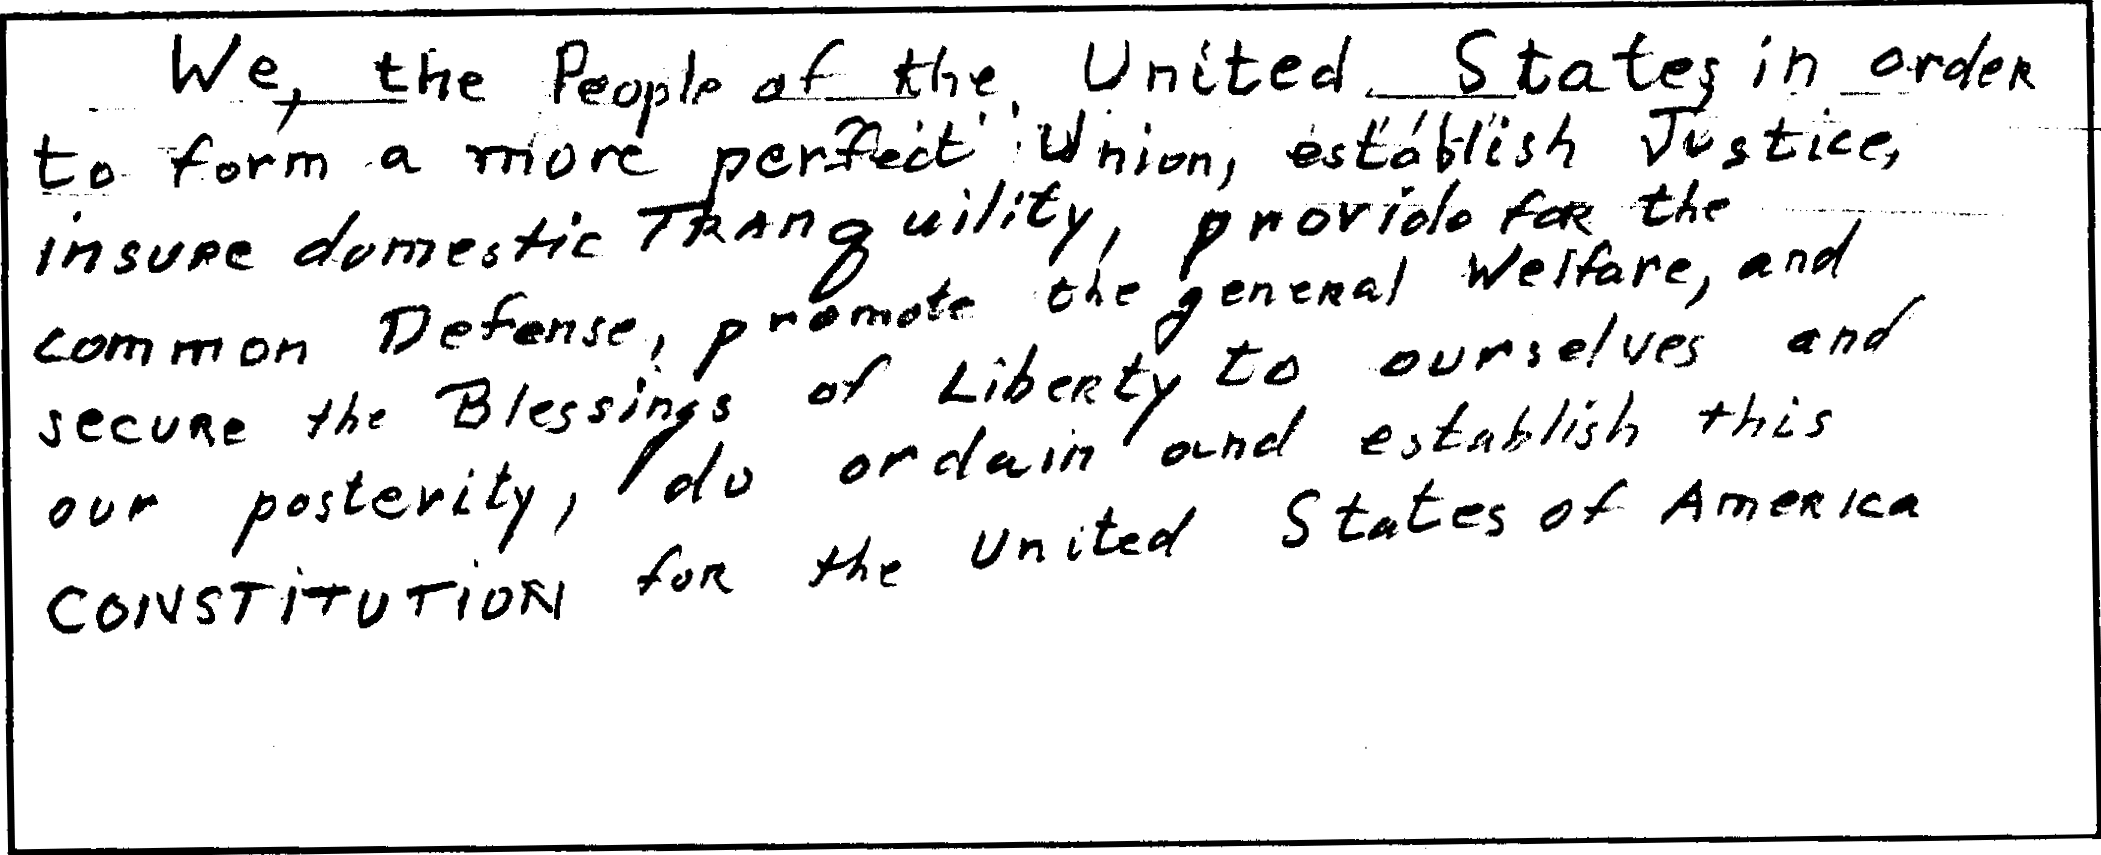 We, the People of the United States in order
to form a more perfect Union, establish Justice,
insure domestic TRANquility, provide for the
common Defense, promote the general Welfare, and
secure the Blessings of Liberty to ourselves and
our posterity, do ordain and establish this
CONSTITUTION for the United States of America